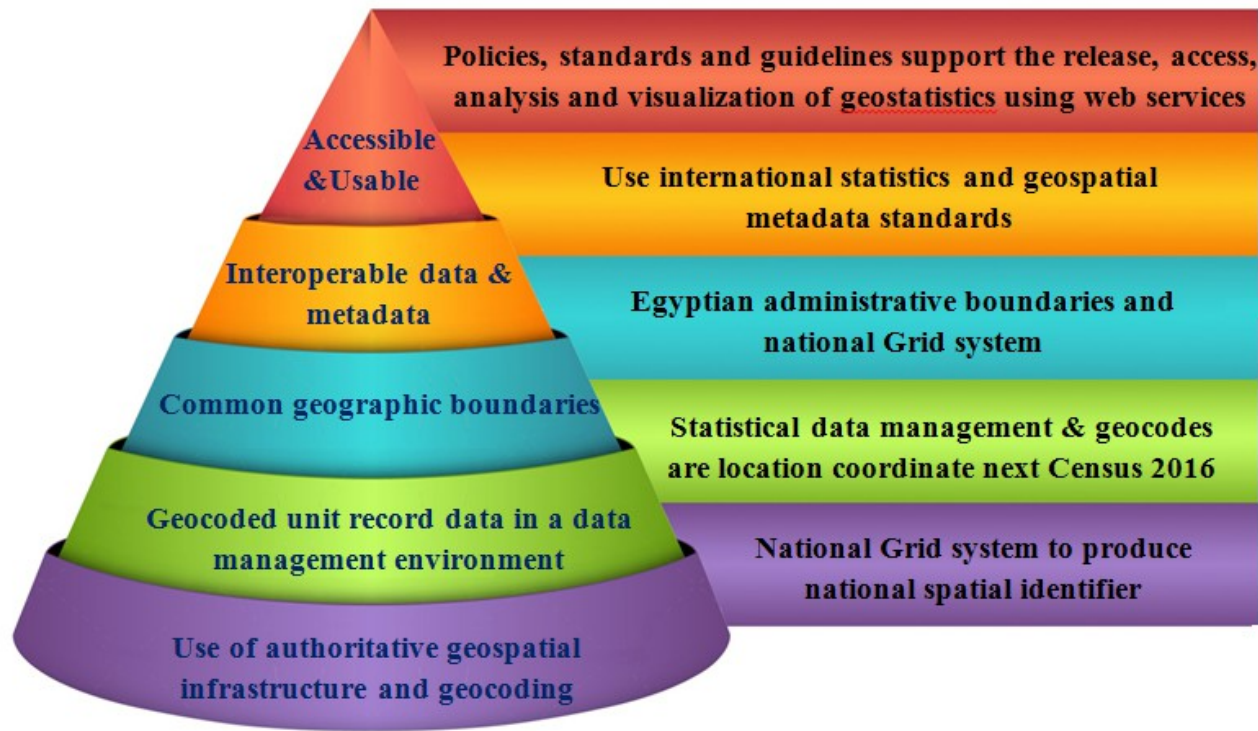 Policies, standards and guidelines support the release, access,
analysis and visualization of geostatistics using web services
Accessible
&Usable
Use international statistics and geospatial
metadata standards
Interoperable data &
metadata
Egyptian administrative boundaries and
national Grid system
Common geographic boundaries
Statistical data management & geocodes
are location coordinate next Census 2016
Geocoded unit record data in a data
management environment
National Grid system to produce
national spatial identifier
Use of authoritative geospatial
infrastructure and geocoding